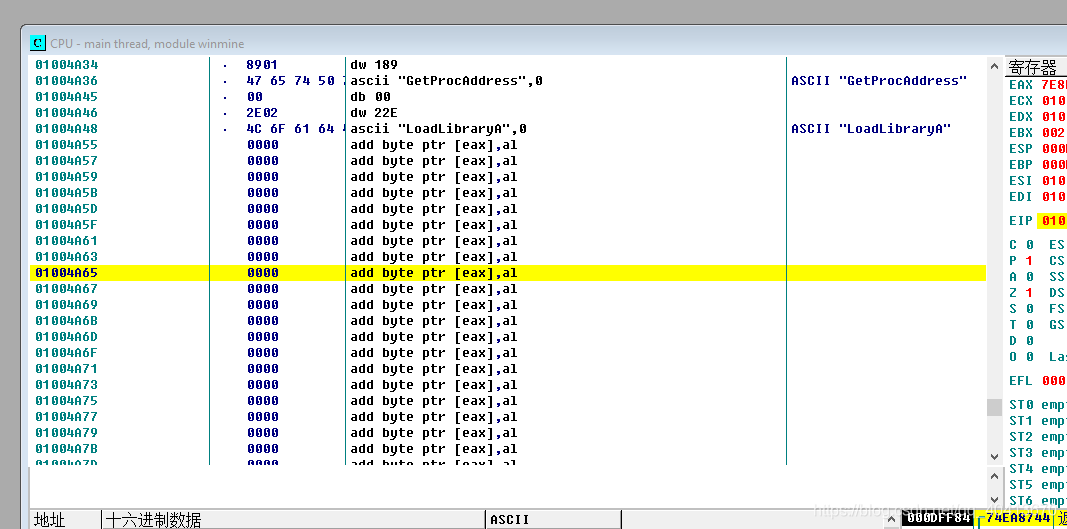 C CPU - main thread, module winmine
01004A34 . 8901 dw 189
01004A36 . 47 65 74 50 ascii "GetProcAddress",0 ASCII "GetProcAddress"
01004A45 . 00 db 00
01004A46 . 2E02 dw 22E
01004A48 . 4C 6F 61 64 ascii "LoadLibraryA",0 ASCII "LoadLibraryA"
01004A55 0000 add byte ptr [eax],al
01004A57 0000 add byte ptr [eax],al
01004A59 0000 add byte ptr [eax],al
01004A5B 0000 add byte ptr [eax],al
01004A5D 0000 add byte ptr [eax],al
01004A5F 0000 add byte ptr [eax],al
01004A61 0000 add byte ptr [eax],al
01004A63 0000 add byte ptr [eax],al
01004A65 0000 add byte ptr [eax],al
01004A67 0000 add byte ptr [eax],al
01004A69 0000 add byte ptr [eax],al
01004A6B 0000 add byte ptr [eax],al
01004A6D 0000 add byte ptr [eax],al
01004A6F 0000 add byte ptr [eax],al
01004A71 0000 add byte ptr [eax],al
01004A73 0000 add byte ptr [eax],al
01004A75 0000 add byte ptr [eax],al
01004A77 0000 add byte ptr [eax],al
01004A79 0000 add byte ptr [eax],al
01004A7B 0000 add byte ptr [eax],al
01004A7D 0000 add byte ptr [eax],al
寄存器
EAX 7E8
ECX 010
EDX 010
EBX 002
ESP 000
EBP 000
ESI 010
EDI 010
EIP 010
C 0 ES
P 1 CS
A 0 SS
Z 1 DS
S 0 FS
T 0 GS
D 0
O 0 Las
EFL 000
ST0 emp
ST1 emp
ST2 emp
ST3 emp
ST4 emp
ST5 emp
ST6 emp
地址 十六进制数据 ASCII
000DFF84 74EA8744